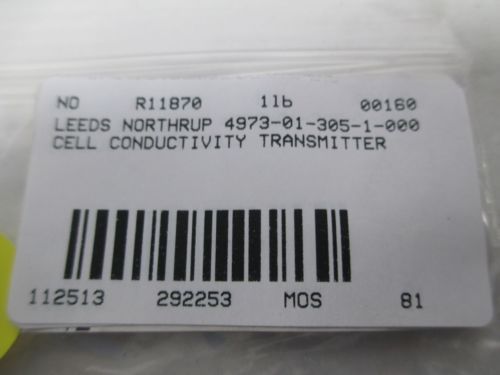 NO R11870 1lb 00160
LEEDS NORTHRUP 4973-01-305-1-000
CELL CONDUCTIVITY TRANSMITTER
112513 292253 MOS 81